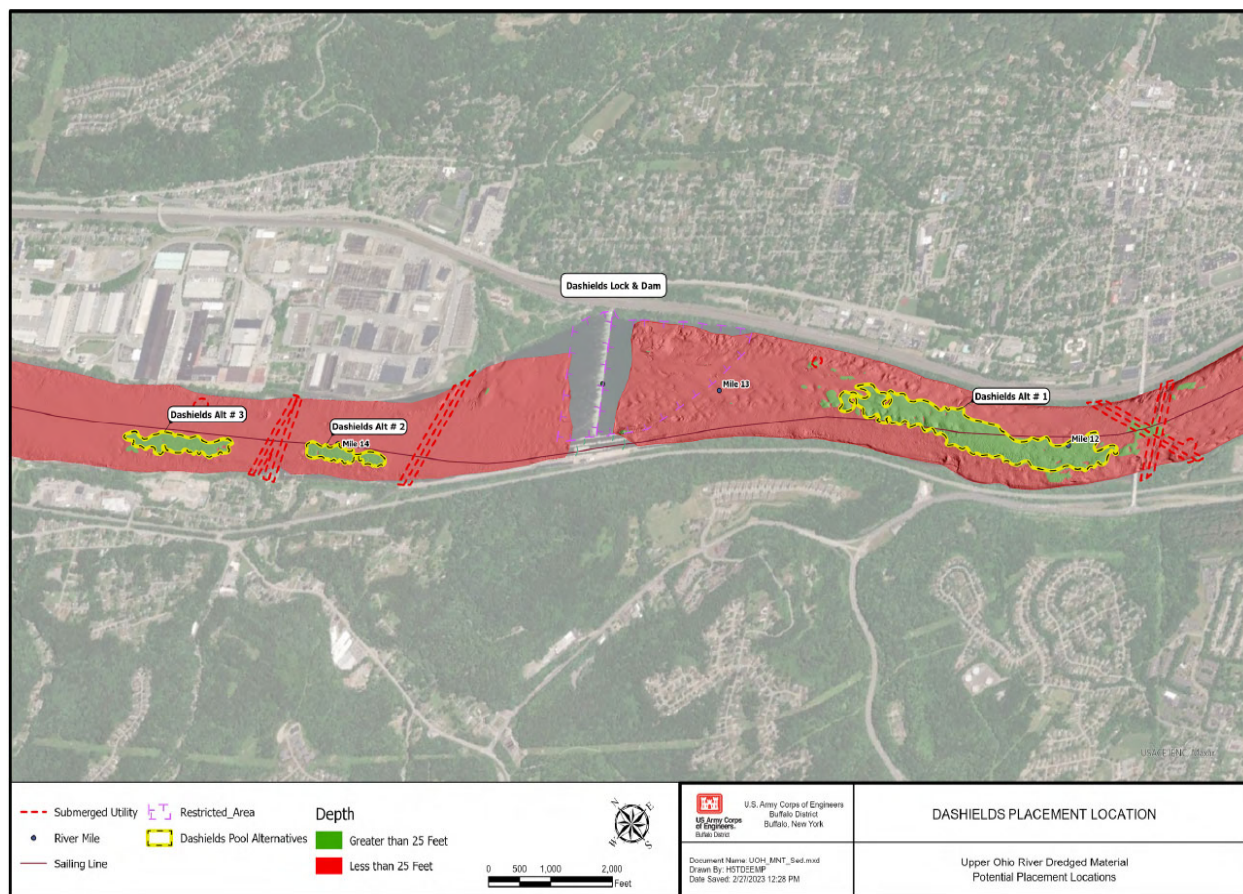 Dashields Lock & Dam
Mile 13
Dashields Alt # 1
Mile 12
Dashields Alt # 3
Dashields Alt # 2
Mile 14
USACE IENC, Maxar
Submerged Utility
River Mile
Sailing Line
Restricted_Area
Dashields Pool Alternatives
Depth
Greater than 25 Feet
Less than 25 Feet
N
E
S
W
0 500 1,000 2,000
Feet
US Army Corps
of Engineers.
Buffalo District
U.S. Army Corps of Engineers
Buffalo District
Buffalo, New York
DASHIELDS PLACEMENT LOCATION
Document Name: UOH_MNT_Sed.mxd
Drawn By: H5TDEEMP
Date Saved: 2/27/2023 12:28 PM
Upper Ohio River Dredged Material
Potential Placement Locations